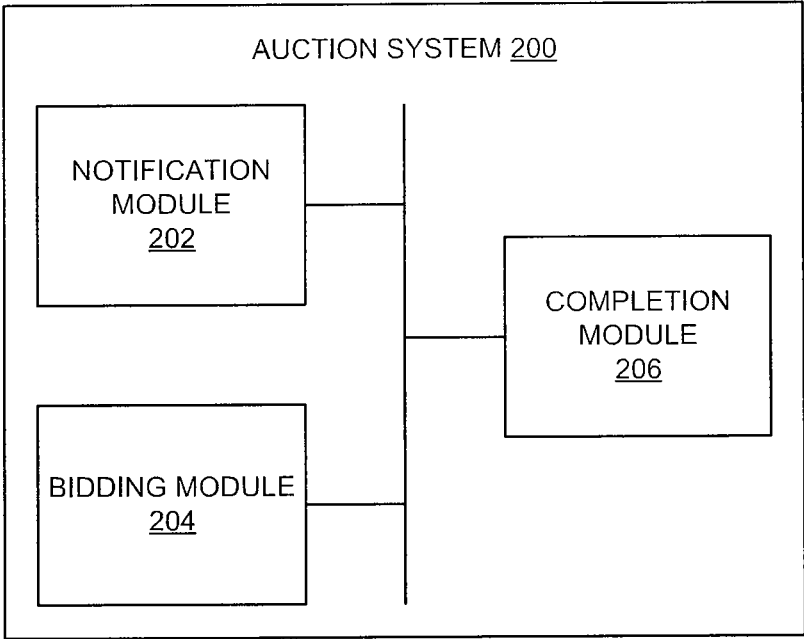 AUCTION SYSTEM 200
NOTIFICATION
MODULE
202
COMPLETION
MODULE
206
BIDDING MODULE
204